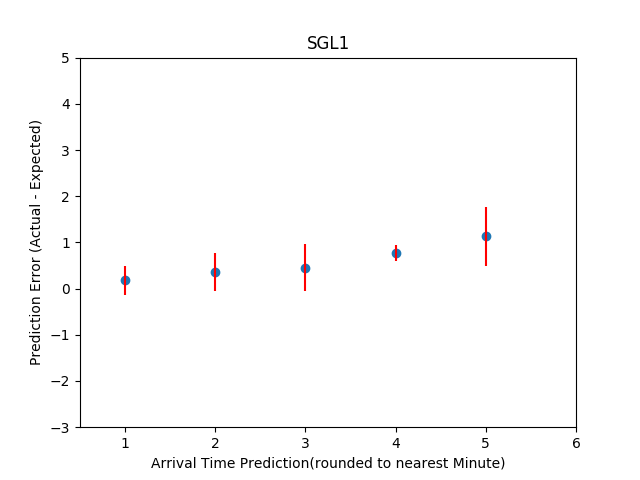 SGL1
5
4
3
2
1
0
−1
−2
−3
Prediction Error (Actual - Expected)
1 2 3 4 5 6
Arrival Time Prediction(rounded to nearest Minute)